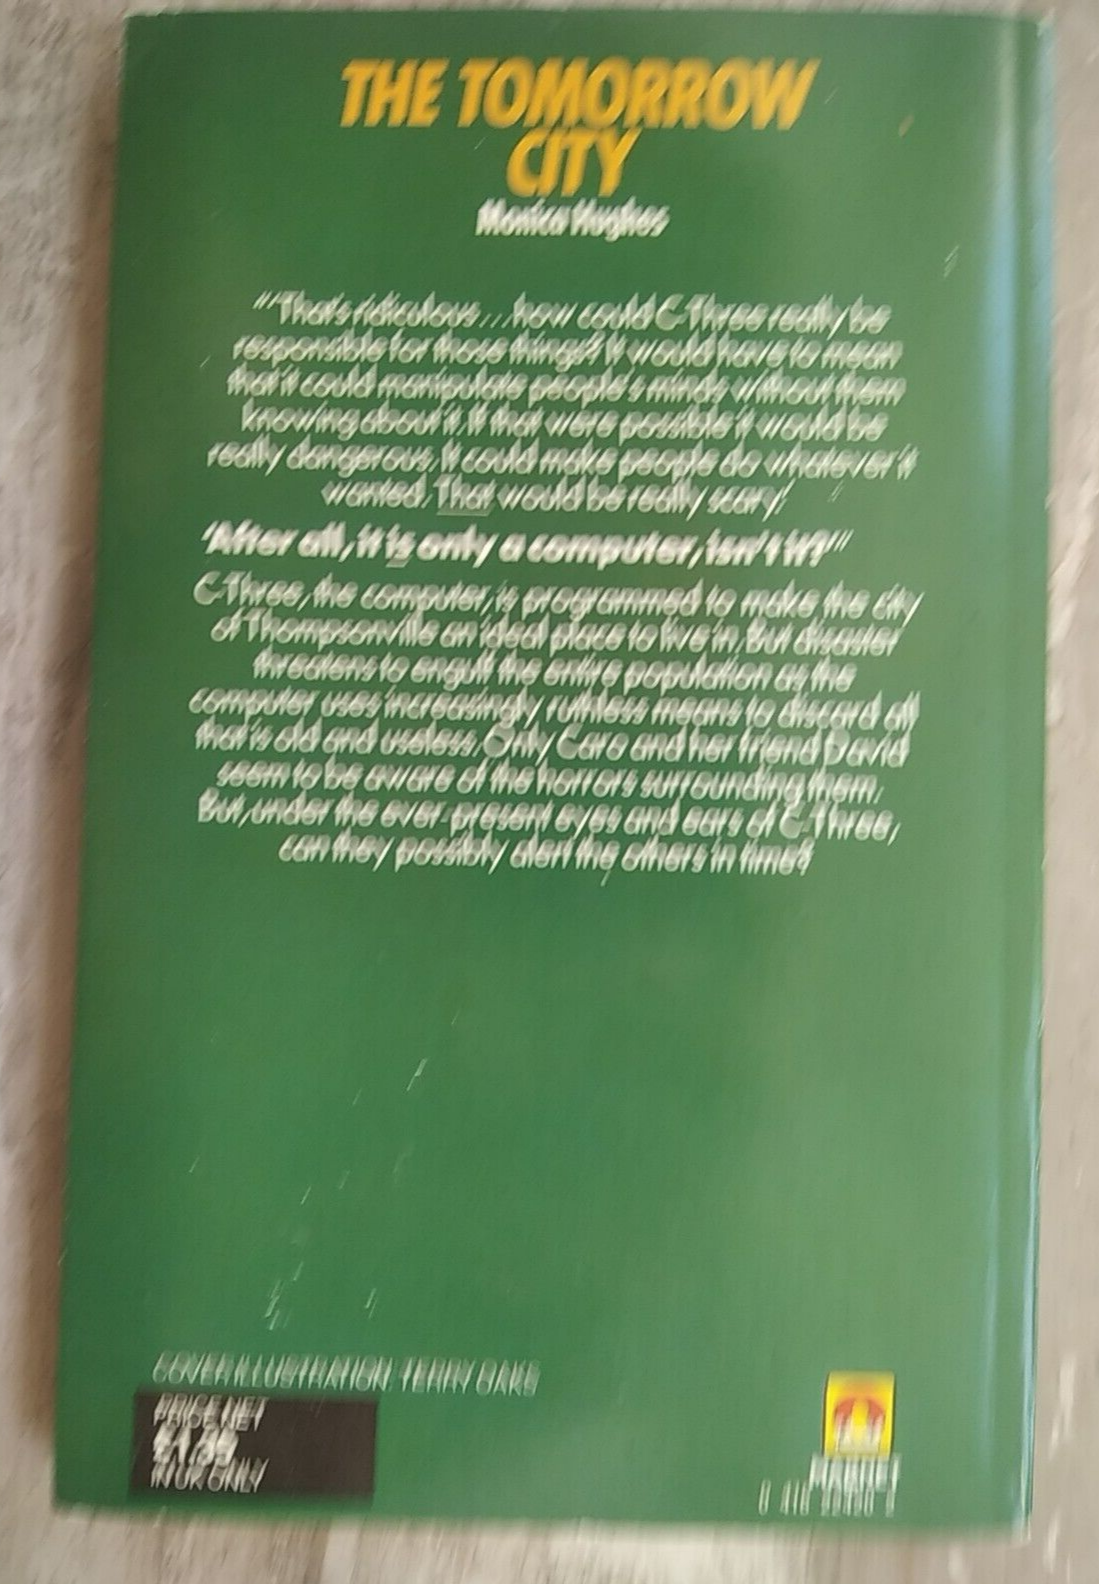 THE TOMORROW
CITY
Monica Hughes
"'That's ridiculous... how could C-Three really be
responsible for those things? It would have to mean
that it could manipulate people's minds without them
knowing about it. If that were possible it would be
really dangerous. It could make people do whatever it
wanted. That would be really scary.'
'After all, it is only a computer, isn't it?'"
C-Three, the computer, is programmed to make the city
of Thompsonville an ideal place to live in. But disaster
threatens to engulf the entire population as the
computer uses increasingly ruthless means to discard all
that is old and useless. Only Caro and her friend David
seem to be aware of the horrors surrounding them.
But, under the ever-present eyes and ears of C-Three,
can they possibly alert the others in time?
COVER ILLUSTRATION: TERRY OAKS
PRICE NET
IN UK ONLY
MAGNET